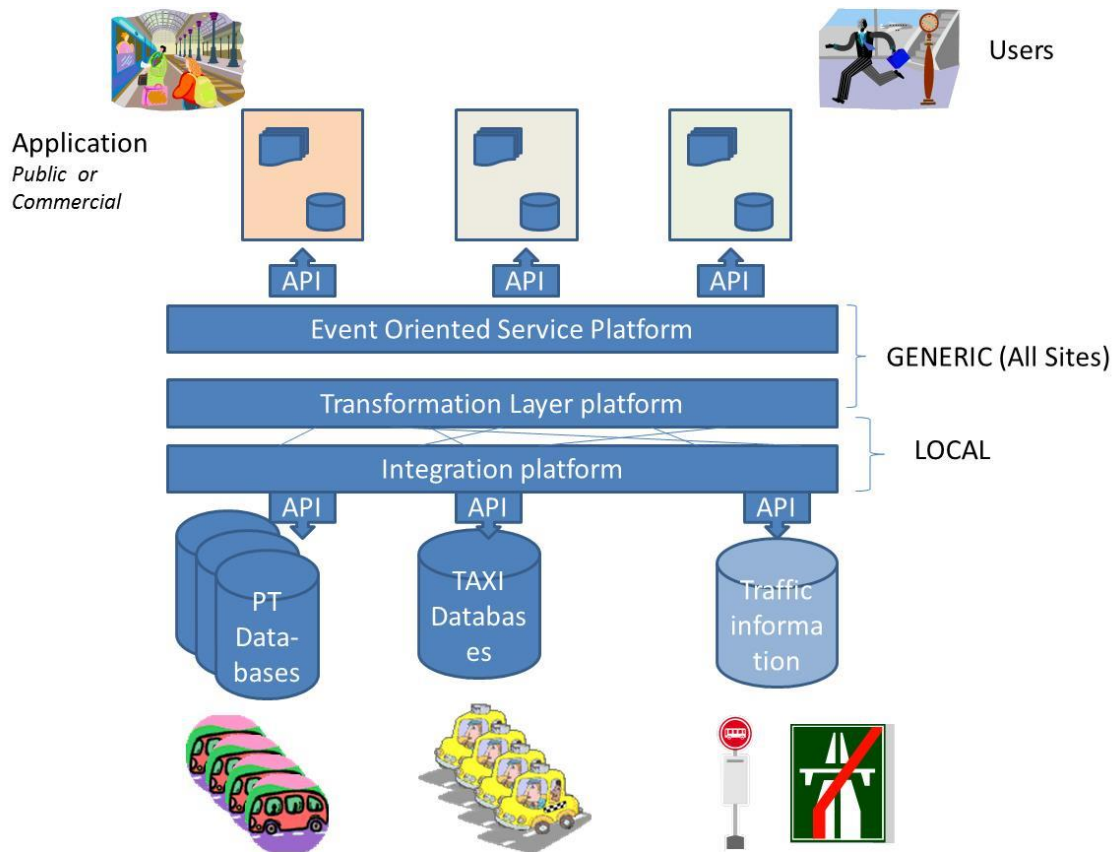 Users
Application
Public or
Commercial
API
API
API
Event Oriented Service Platform
GENERIC (All Sites)
Transformation Layer platform
LOCAL
Integration platform
API
API
API
PT
Data-
bases
TAXI
Databas
es
Traffic
informa
tion